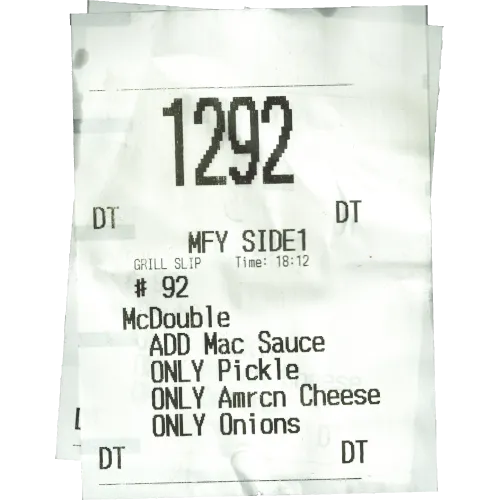 1292
DT DT
MFY SIDE1
GRILL SLIP Time: 18:12
# 92
McDouble
ADD Mac Sauce
ONLY Pickle
ONLY Amrcn Cheese
ONLY Onions
DT DT